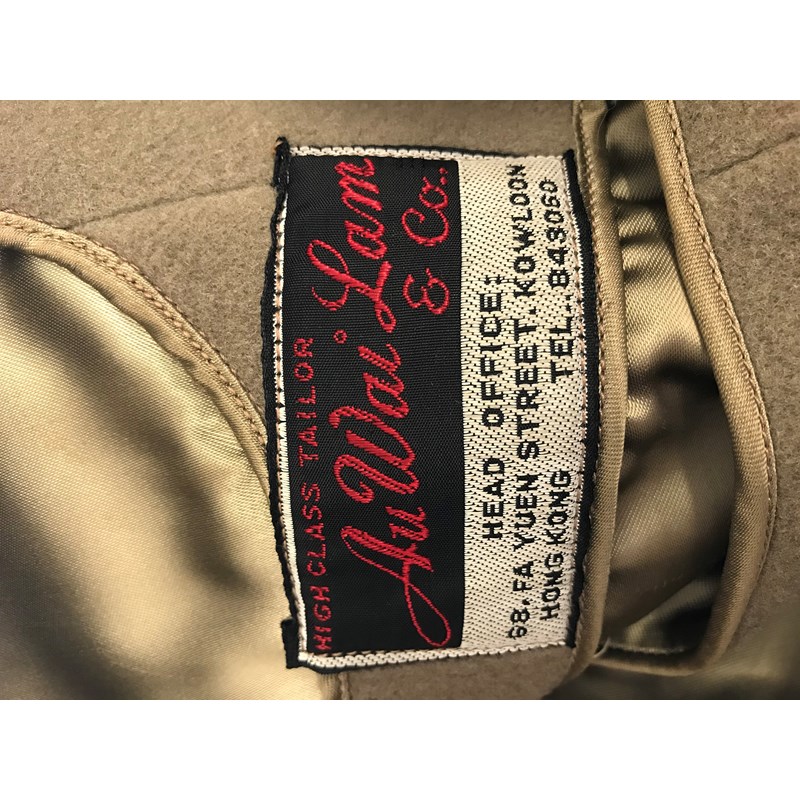 HIGH CLASS TAILOR
Au Wai Lam
& Co.,
HEAD OFFICE:
68, FA YUEN STREET. KOWLOON
HONG KONG TEL. 843060